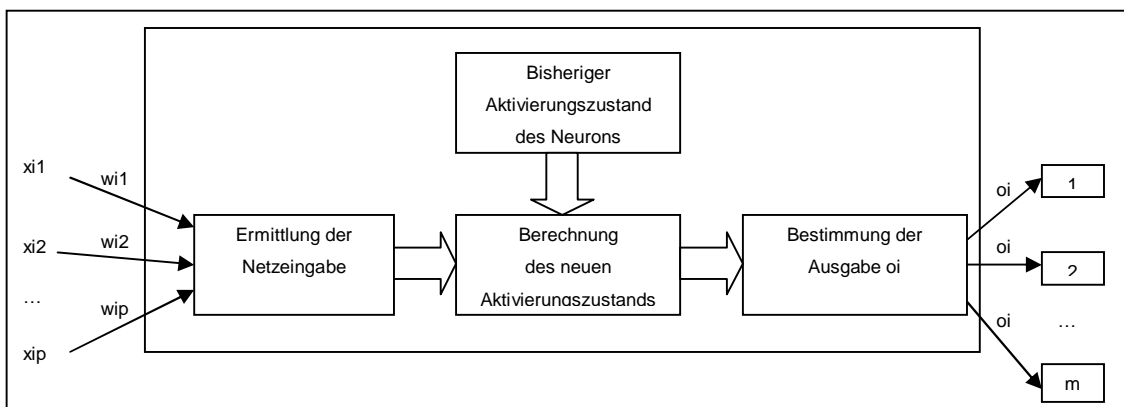 Bisheriger
Aktivierungszustand
des Neurons
xi1
wi1
xi2
wi2
…
wip
xip
Ermittlung der
Netzeingabe
Berechnung
des neuen
Aktivierungszustands
Bestimmung der
Ausgabe oi
oi
1
oi
2
oi
…
m